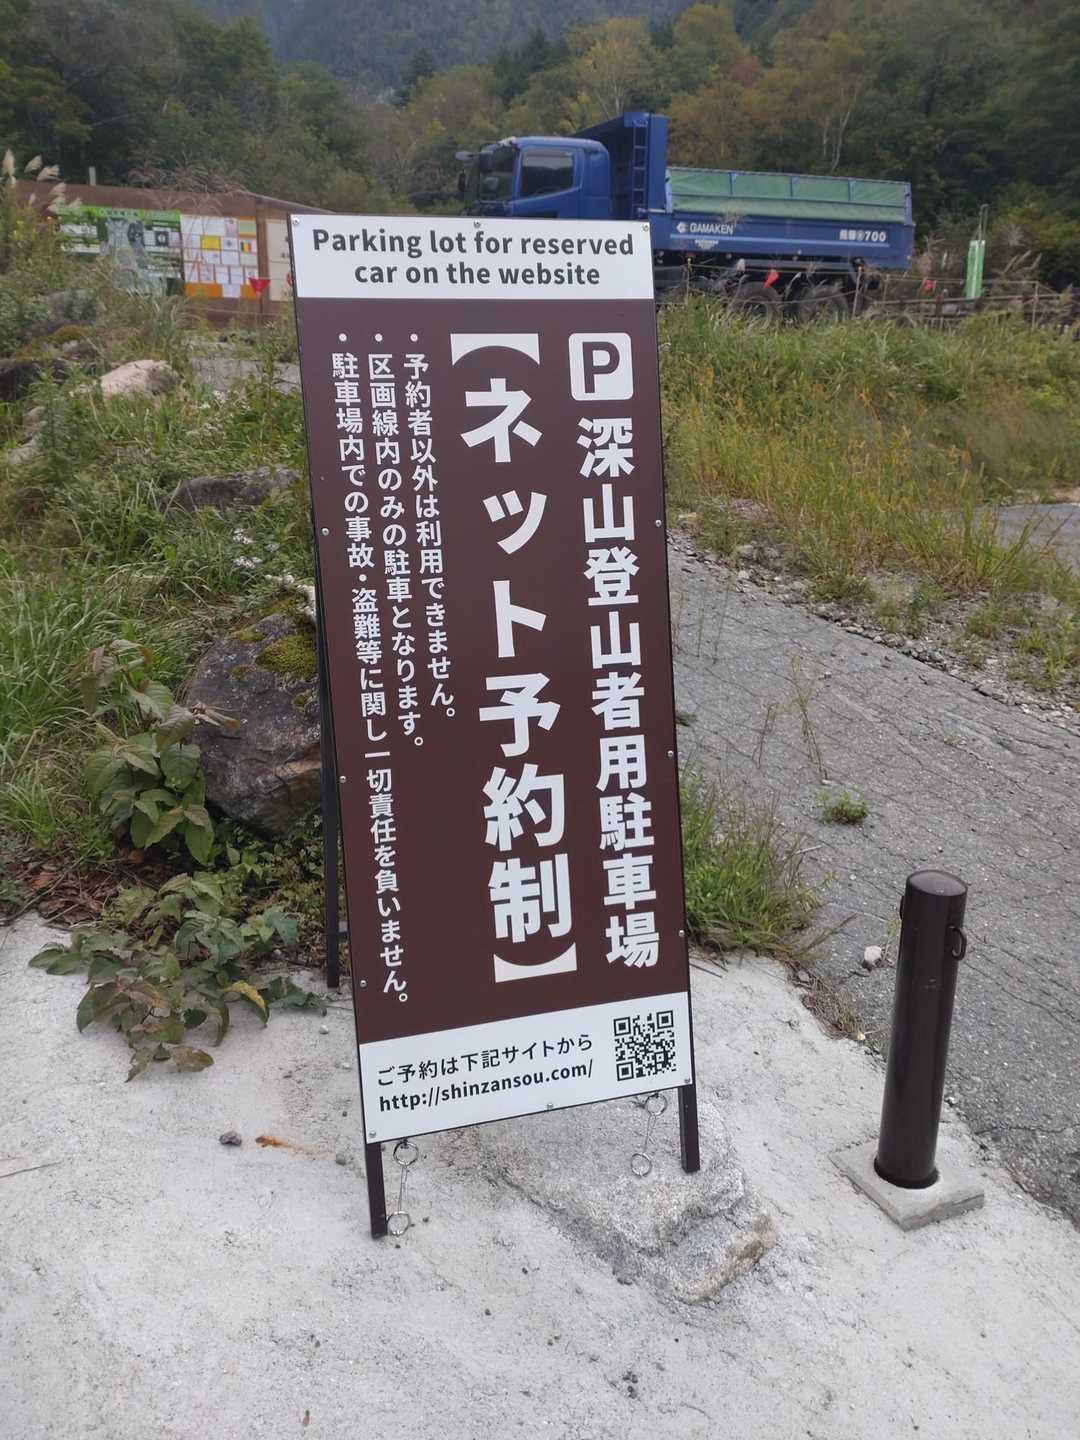 Parking lot for reserved
car on the website
P 深山登山者用駐車場
【ネット予約制】
・予約者以外は利用できません。
・区画線内のみの駐車となります。
・駐車場内での事故・盗難等に関し一切責任を負いません。
ご予約は下記サイトから
http://shinzansou.com/
GAMAKEN
700